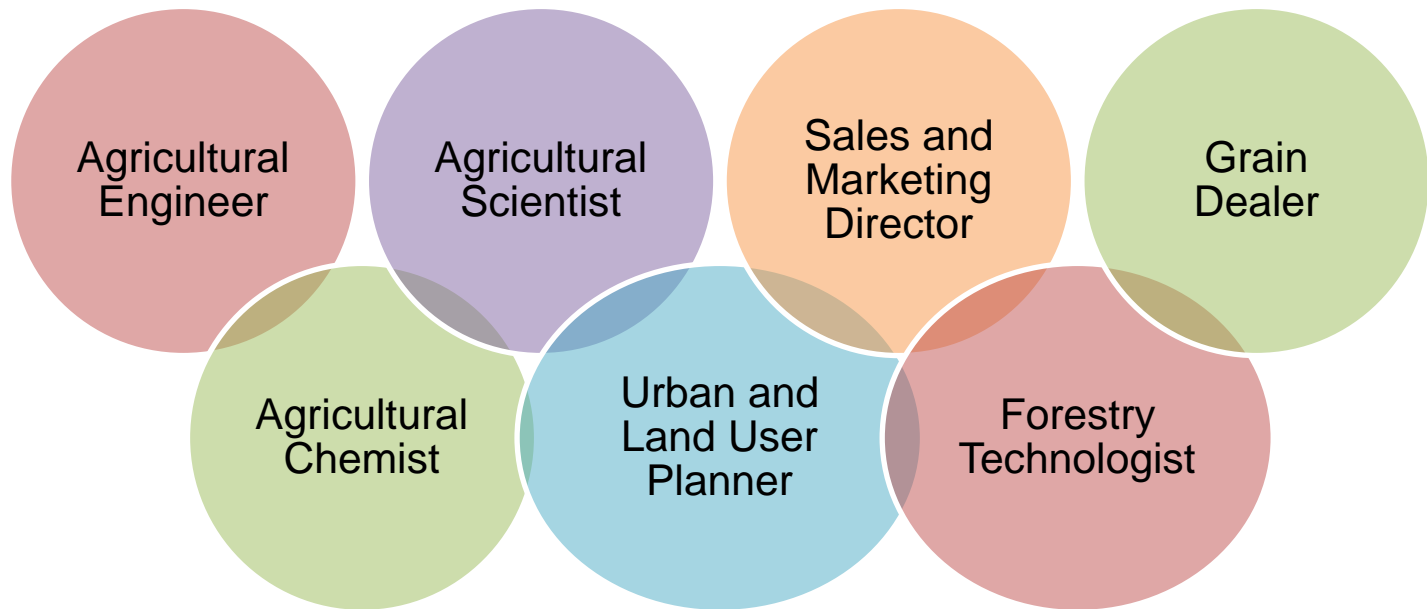 Agricultural
Engineer
Agricultural
Scientist
Sales and
Marketing
Director
Grain
Dealer
Agricultural
Chemist
Urban and
Land User
Planner
Forestry
Technologist